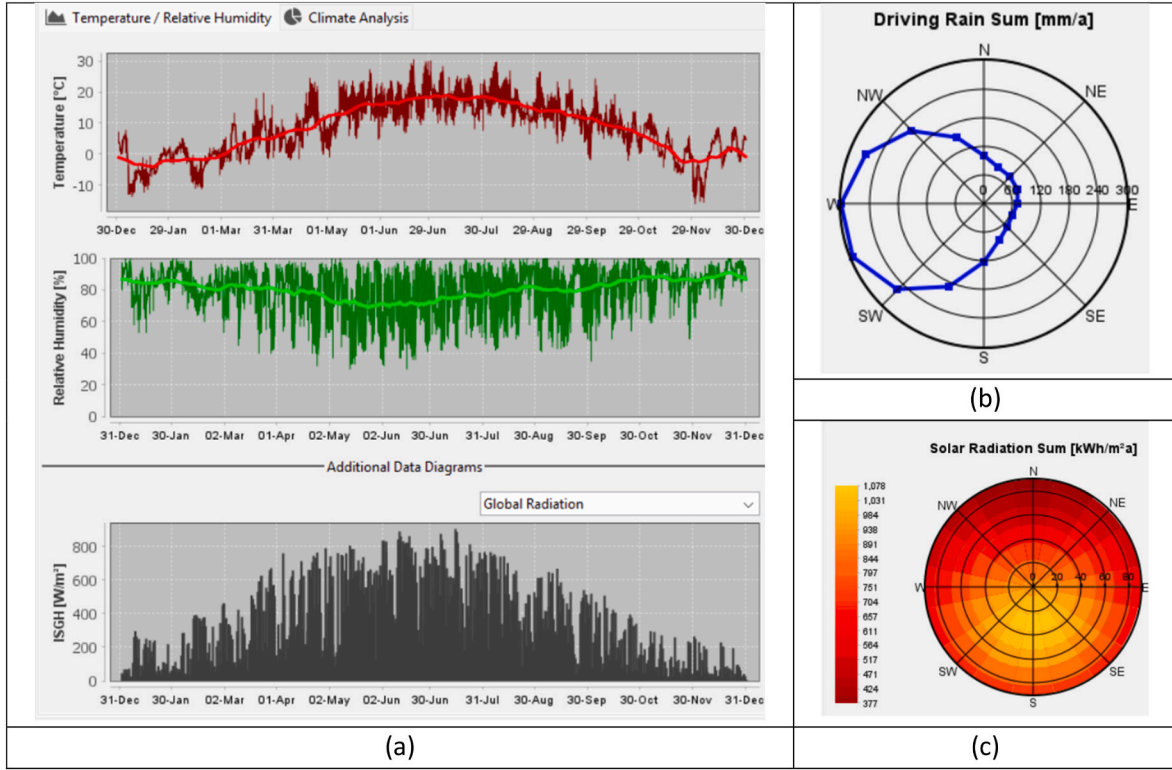 Temperature / Relative Humidity Climate Analysis
Temperature [°C]
30
20
10
0
-10
30-Dec 29-Jan 01-Mar 31-Mar 01-May 01-Jun 29-Jun 29-Jul 29-Aug 29-Sep 29-Oct 29-Nov 30-Dec
Relative Humidity [%]
100
80
60
40
20
0
31-Dec 30-Jan 02-Mar 01-Apr 02-May 02-Jun 30-Jun 31-Jul 30-Aug 30-Sep 30-Oct 30-Nov 31-Dec
Additional Data Diagrams
Global Radiation
ISGH [W/m²]
800
600
400
200
0
31-Dec 30-Jan 02-Mar 01-Apr 02-May 02-Jun 30-Jun 31-Jul 30-Aug 30-Sep 30-Oct 30-Nov 31-Dec
(a)
Driving Rain Sum [mm/a]
N
NW NE
0 60 120 180 240 300
W E
SW SE
S
(b)
Solar Radiation Sum [kWh/m²a]
1,078
1,031
984
938
891
844
797
751
704
657
611
564
517
471
424
377
N
NW NE
0 20 40 60 80
W E
SW SE
S
(c)